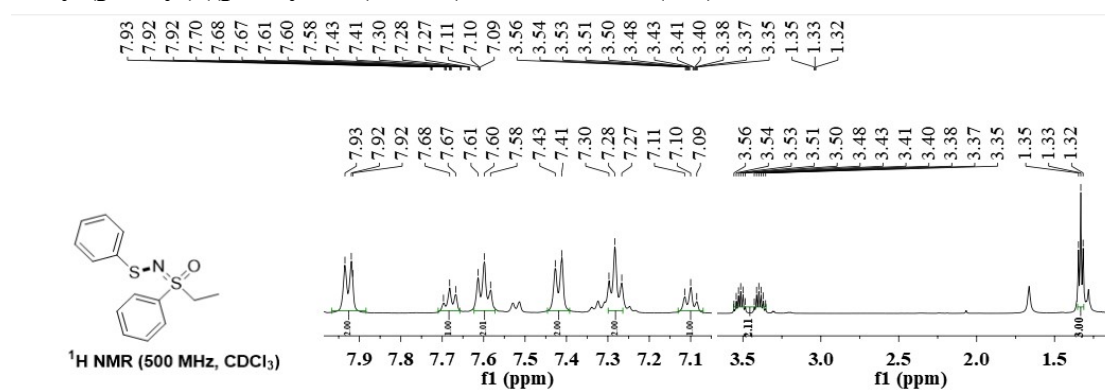 7.93 7.92 7.92 7.70 7.68 7.67 7.61 7.60 7.58 7.43 7.41 7.30 7.28 7.27 7.11 7.10 7.09 3.56 3.54 3.53 3.51 3.50 3.48 3.43 3.41 3.40 3.38 3.37 3.35 1.35 1.33 1.32
7.93 7.92 7.92 7.68 7.67 7.61 7.60 7.58 7.43 7.41 7.30 7.28 7.27 7.11 7.10 7.09 3.56 3.54 3.53 3.51 3.50 3.48 3.43 3.41 3.40 3.38 3.37 3.35 1.35 1.33 1.32
S N O
S
2.00 1.00 2.01 2.00 2.00 1.00 2.11 3.00
7.9 7.8 7.7 7.6 7.5 7.4 7.3 7.2 7.1 3.5 3.0 2.5 2.0 1.5
¹H NMR (500 MHz, CDCl₃)
f1 (ppm) f1 (ppm)